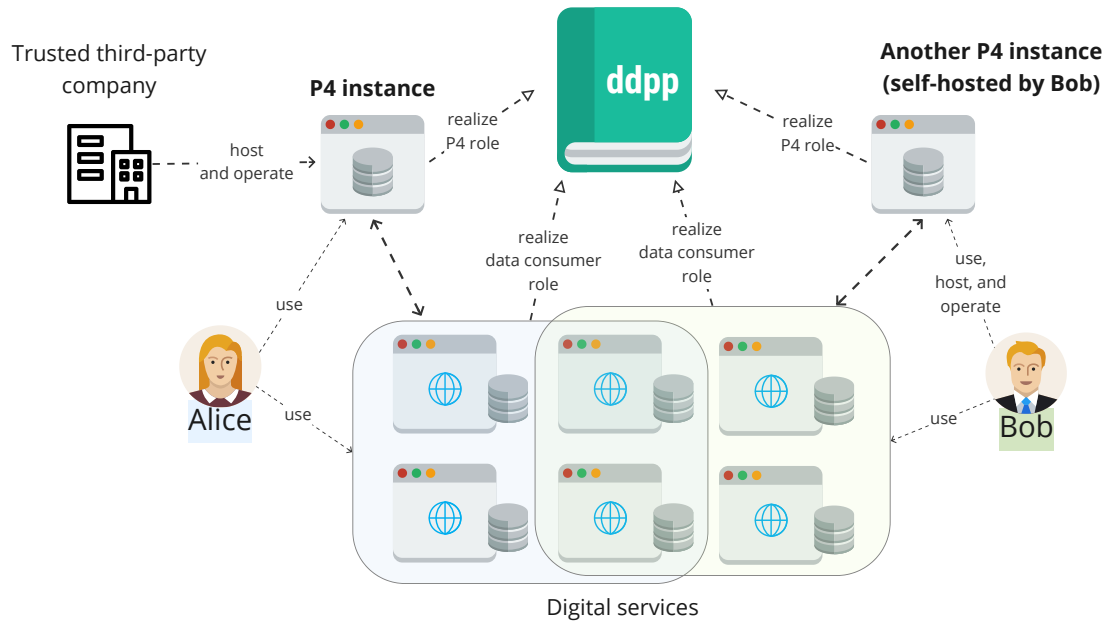 Trusted third-party
company
P4 instance
ddpp
Another P4 instance
(self-hosted by Bob)
host
and operate
realize
P4 role
realize
P4 role
realize
data consumer
role
realize
data consumer
role
use,
host, and
operate
use
use
use
Alice
Bob
Digital services